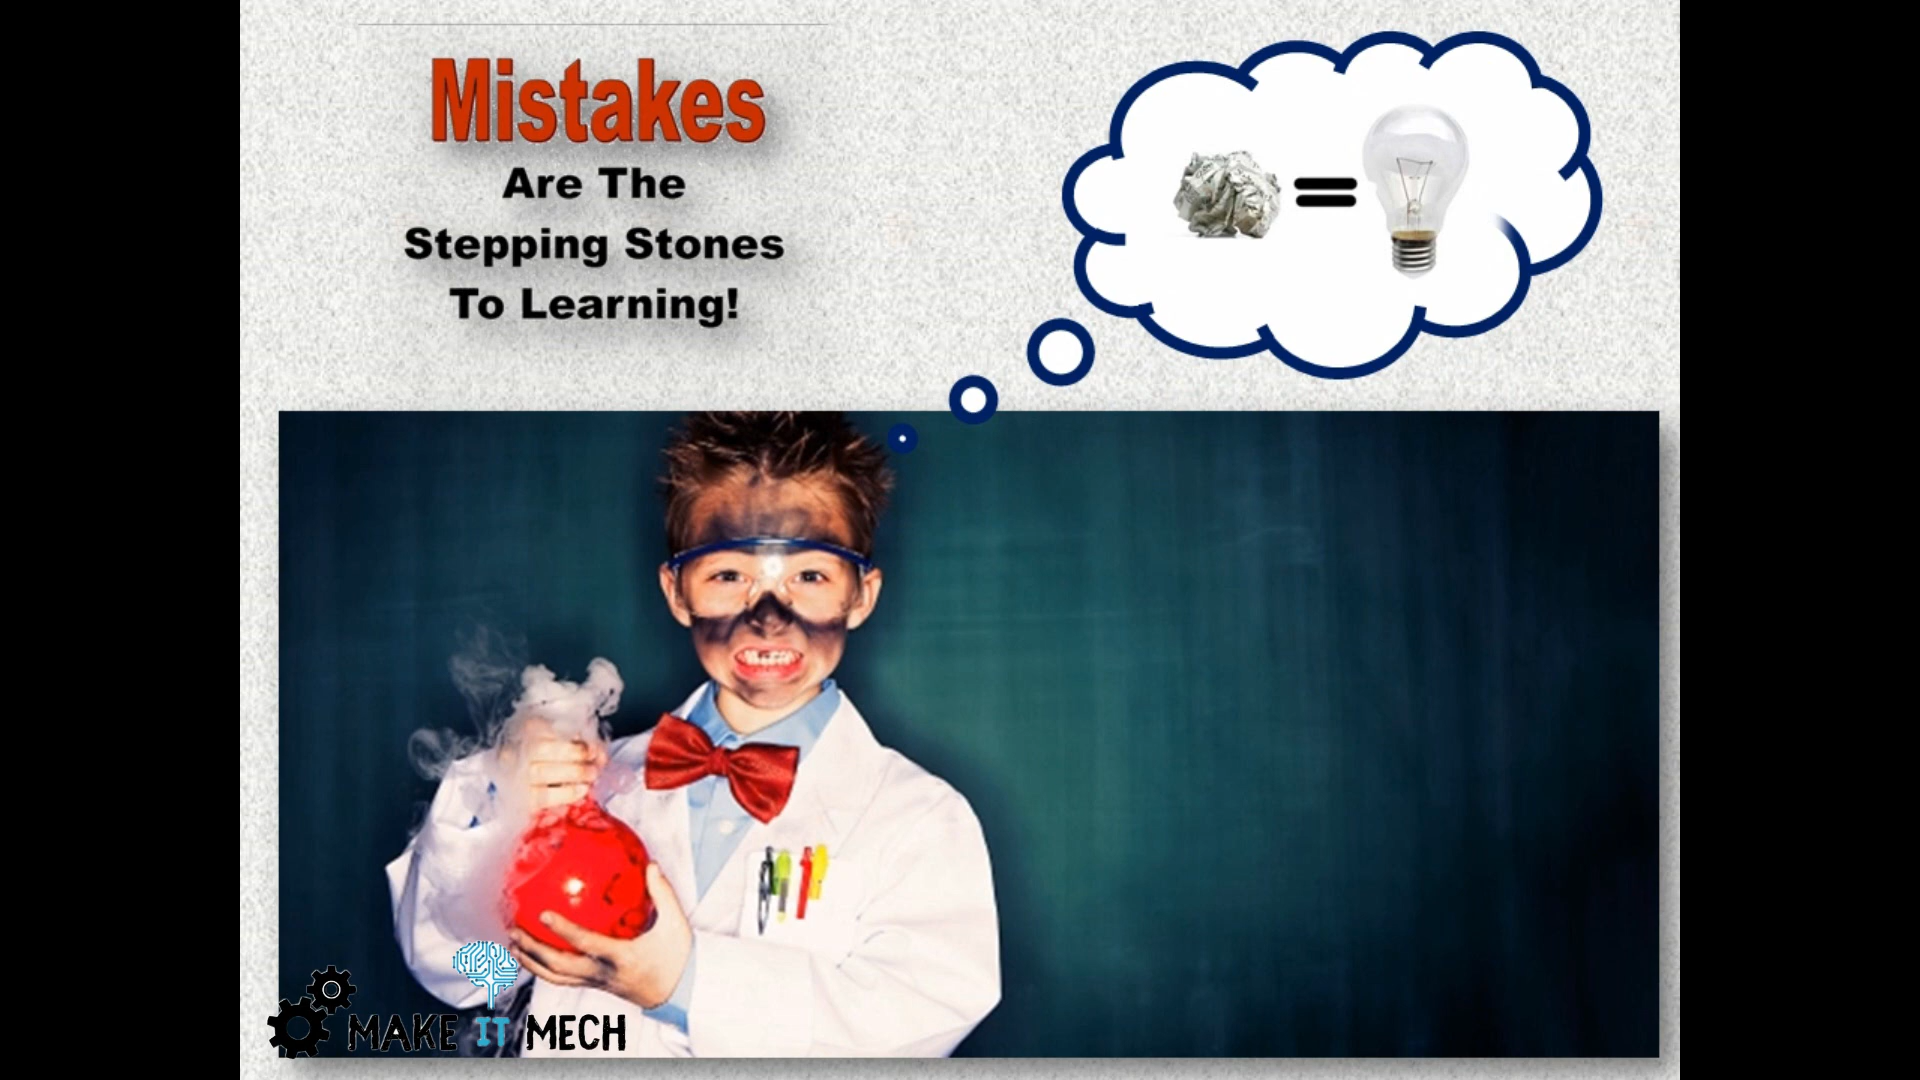 Mistakes
Are The
Stepping Stones
To Learning!
=
MAKE IT MECH